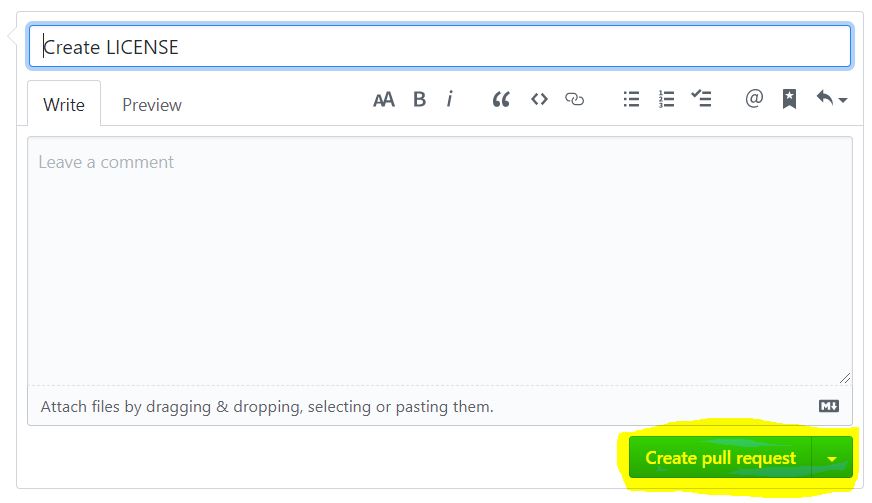 Create LICENSE
Write Preview AA B i “ <> @
Leave a comment
Attach files by dragging & dropping, selecting or pasting them.
Create pull request